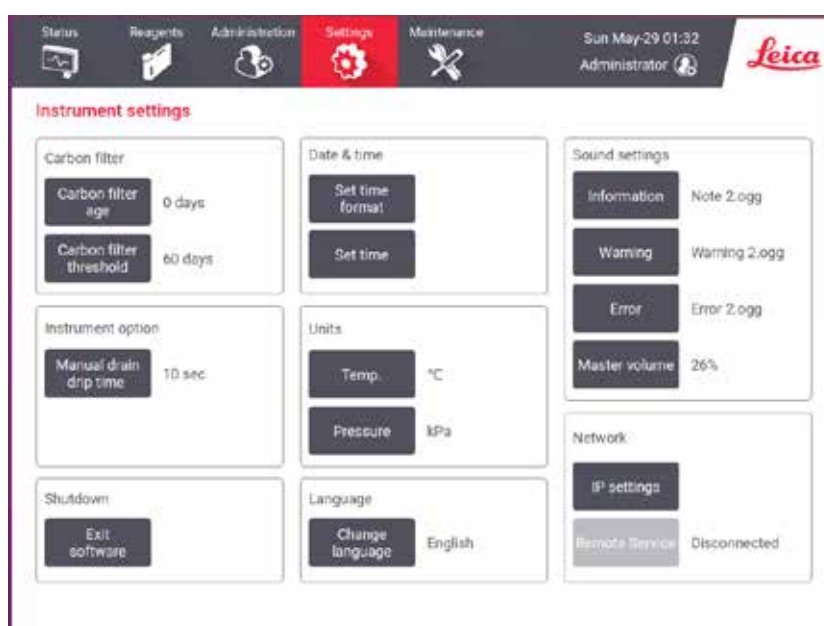 Status
Reagents
Administration
Settings
Maintenance
Sun May-29 01:32
Administrator
Leica
Instrument settings
Carbon filter
Carbon filter
age
0 days
Carbon filter
threshold
60 days
Instrument option
Manual drain
drip time
10 sec
Shutdown
Exit
software
Date & time
Set time
format
Set time
Units
Temp.
°C
Pressure
kPa
Language
Change
language
English
Sound settings
Information
Note 2.ogg
Warning
Warning 2.ogg
Error
Error 2.ogg
Master volume
26%
Network
IP settings
Remote Service
Disconnected